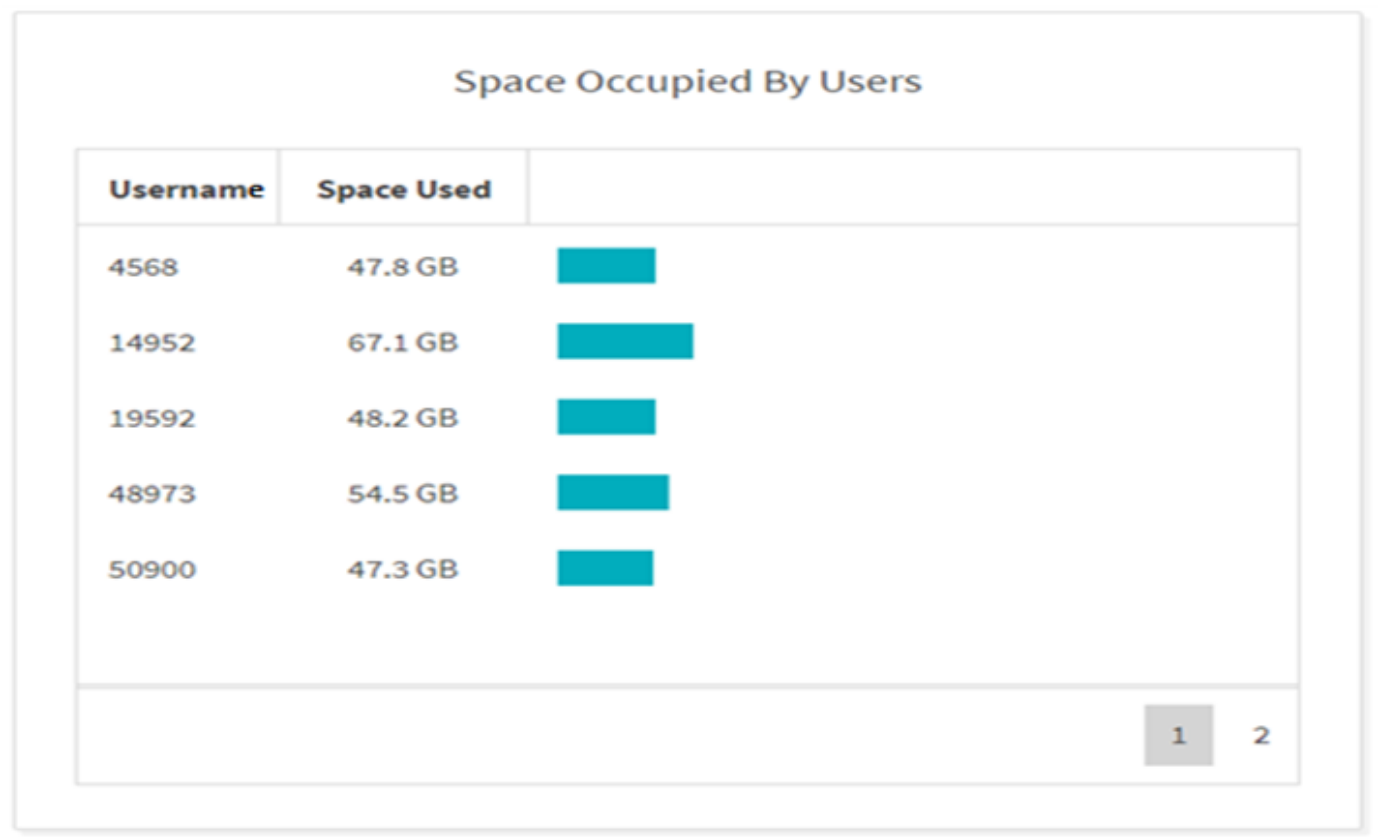 Space Occupied By Users
Username Space Used
4568 47.8 GB
14952 67.1 GB
19592 48.2 GB
48973 54.5 GB
50900 47.3 GB
1 2